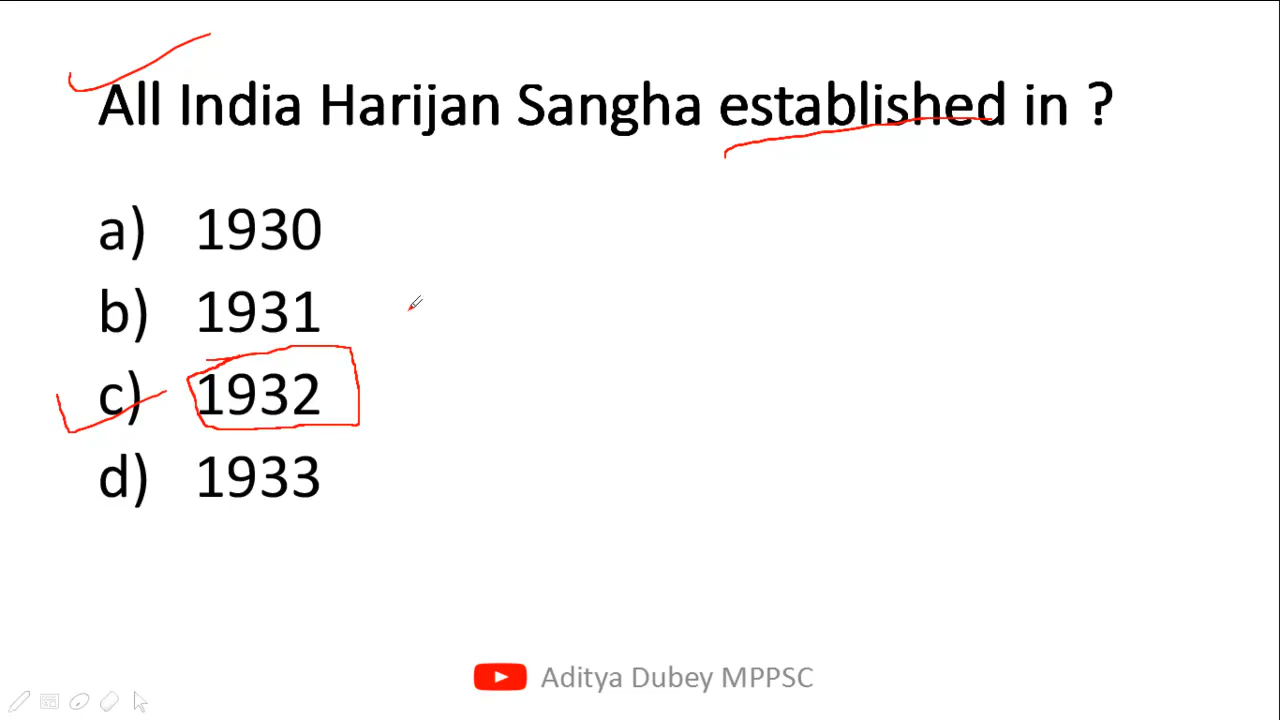 All India Harijan Sangha established in ?
a) 1930
b) 1931
c) 1932
d) 1933
Aditya Dubey MPPSC